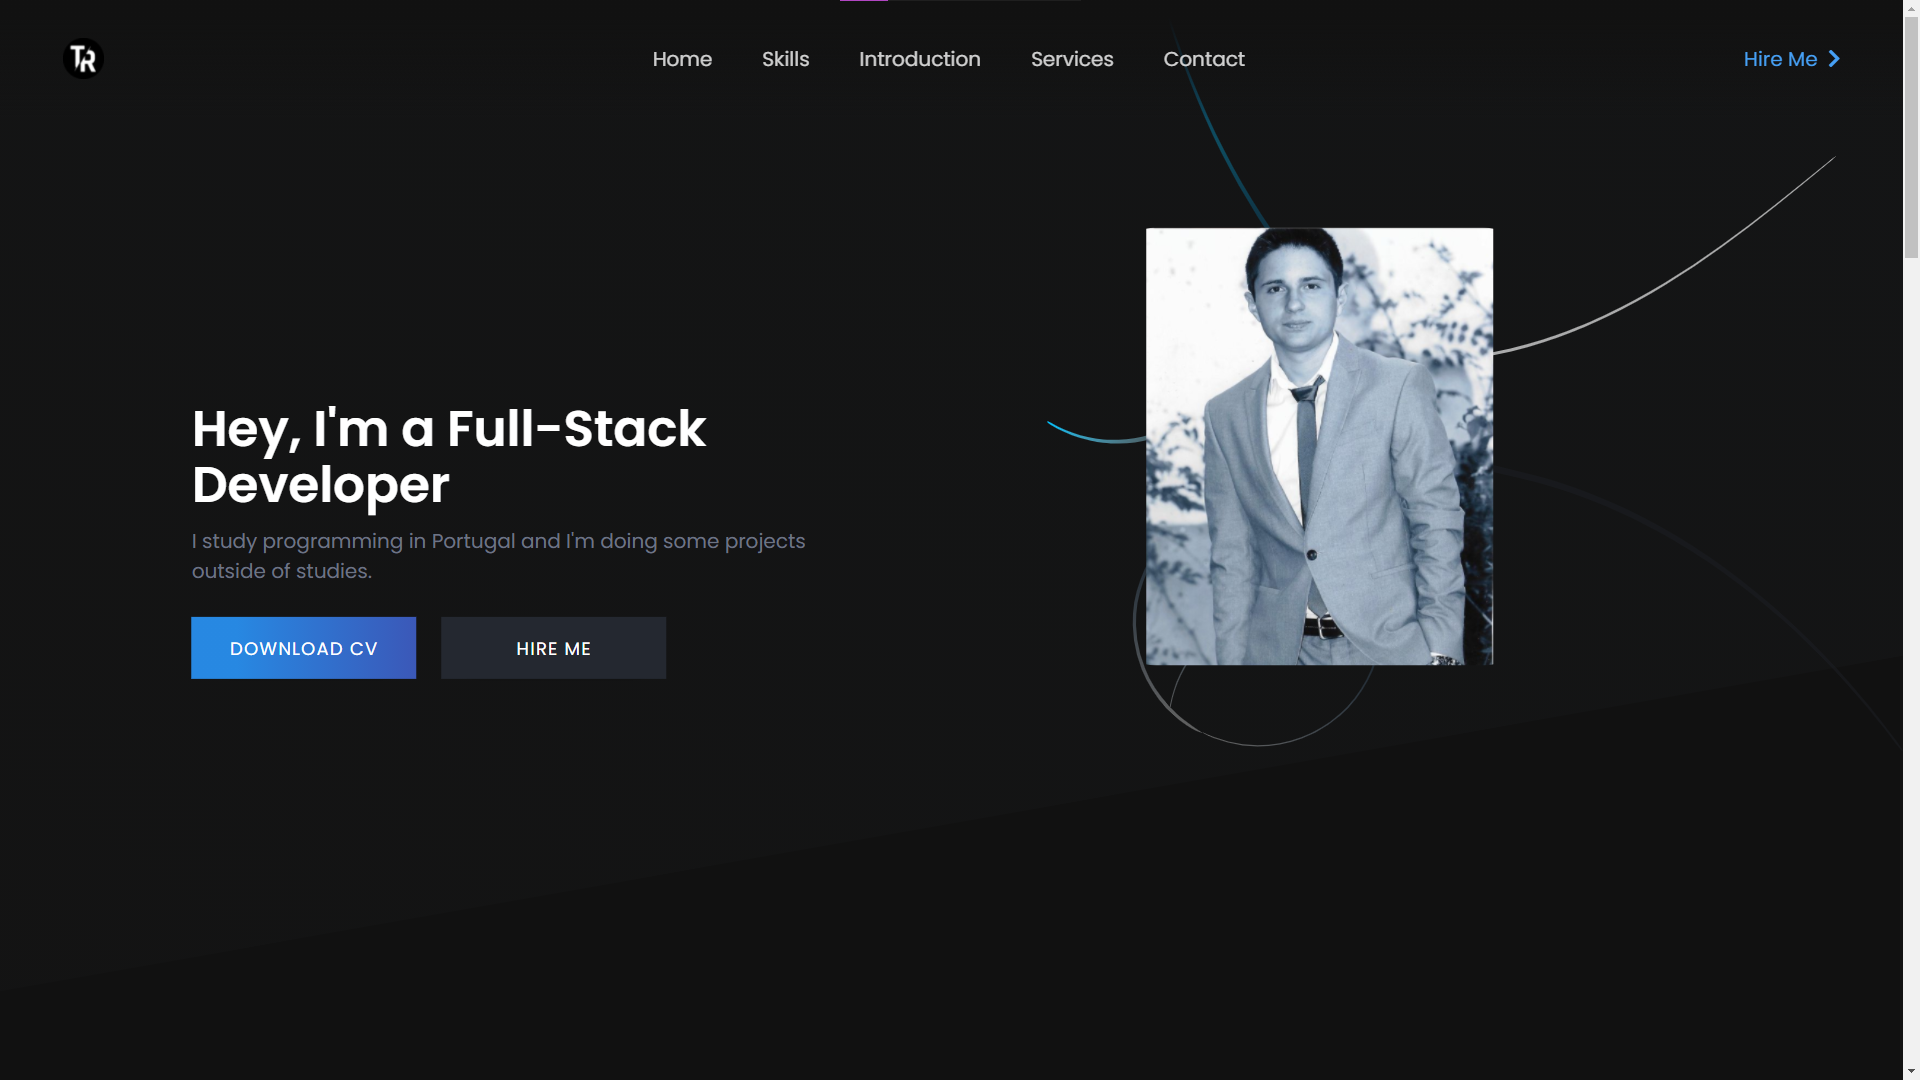 TR
Home Skills Introduction Services Contact Hire Me
Hey, I'm a Full-Stack
Developer
I study programming in Portugal and I'm doing some projects
outside of studies.
DOWNLOAD CV HIRE ME